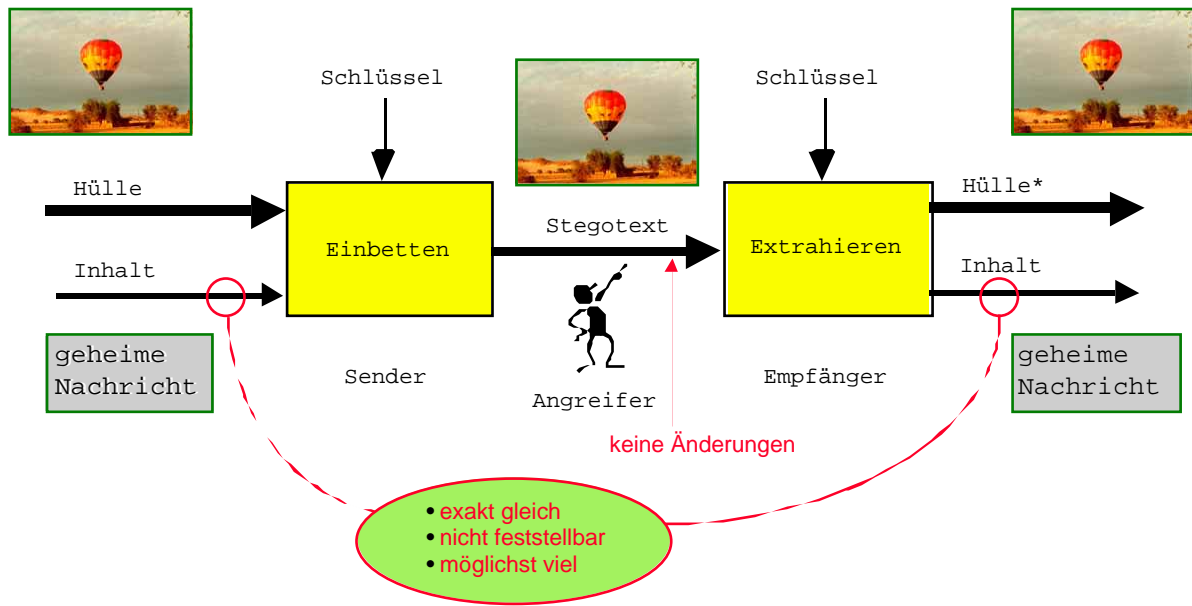 Schlüssel
Schlüssel
Hülle
Hülle*
Stegotext
Einbetten
Extrahieren
Inhalt
Inhalt
geheime
Nachricht
Sender
Angreifer
Empfänger
geheime
Nachricht
keine Änderungen
• exakt gleich
• nicht feststellbar
• möglichst viel